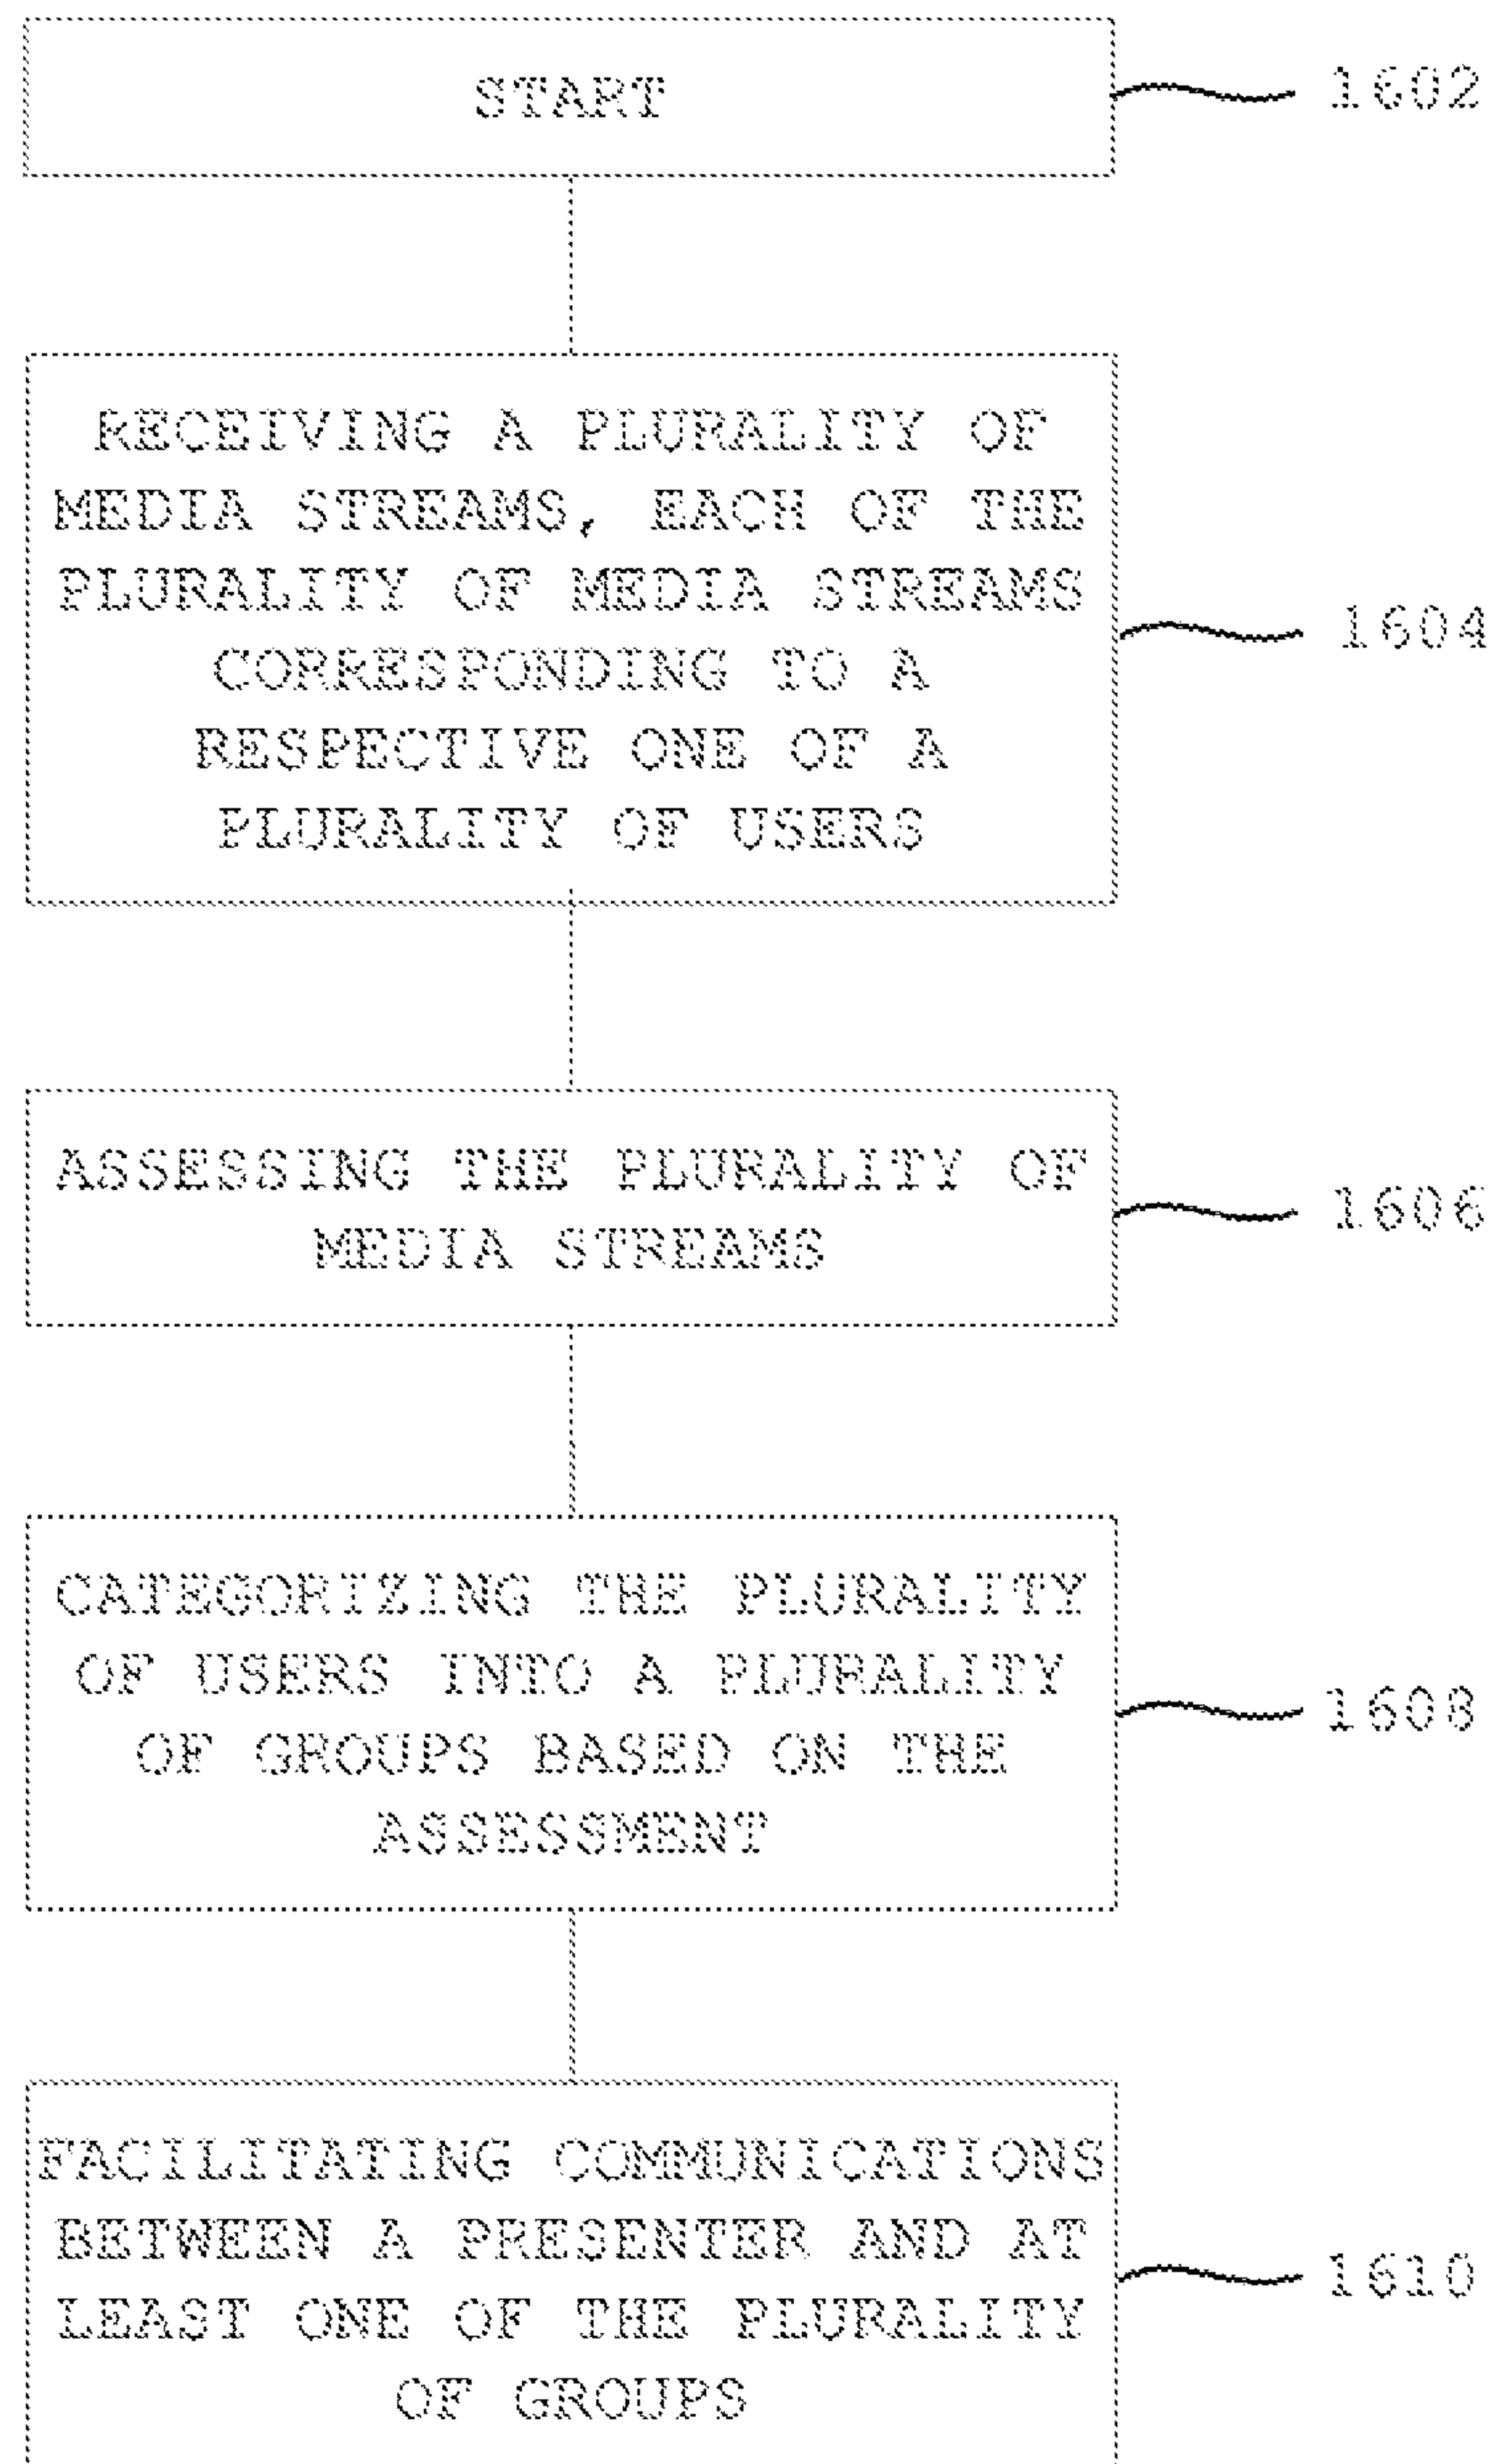 START
1602
RECEIVING A PLURALITY OF
MEDIA STREAMS, EACH OF THE
PLURALITY OF MEDIA STREAMS
CORRESPONDING TO A
RESPECTIVE ONE OF A
PLURALITY OF USERS
1604
ASSESSING THE PLURALITY OF
MEDIA STREAMS
1606
CATEGORIZING THE PLURALITY
OF USERS INTO A PLURALITY
OF GROUPS BASED ON THE
ASSESSMENT
1608
FACILITATING COMMUNICATIONS
BETWEEN A PRESENTER AND AT
LEAST ONE OF THE PLURALITY
OF GROUPS
1610